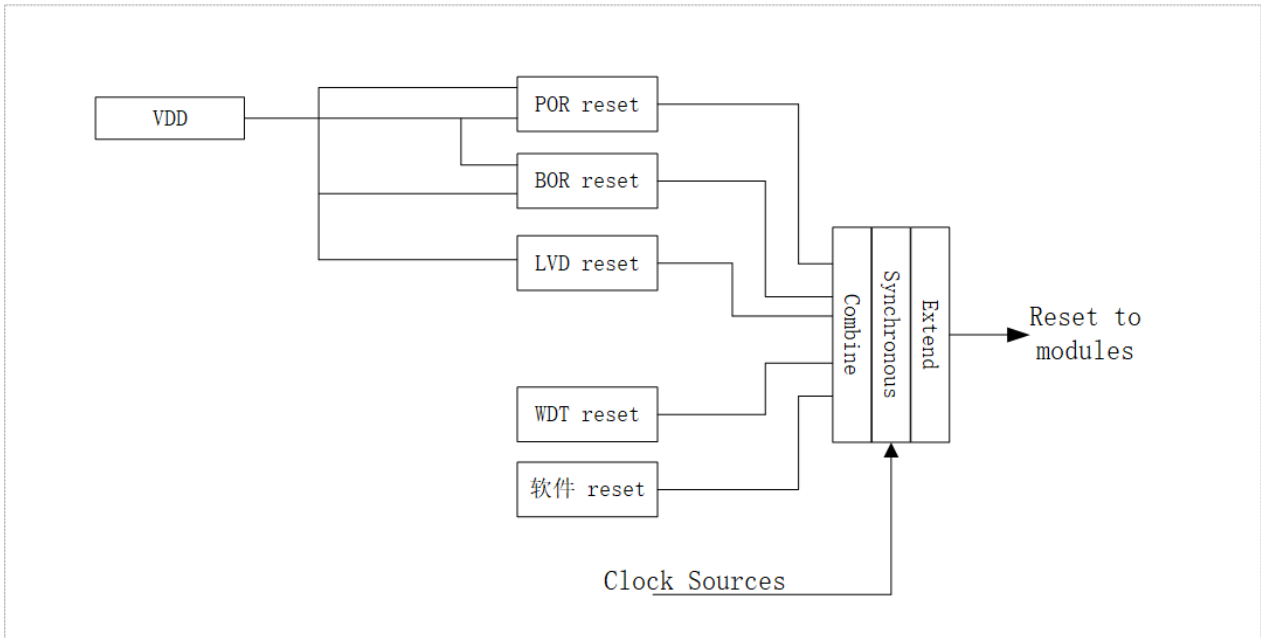 VDD
POR reset
BOR reset
LVD reset
WDT reset
软件 reset
Combine
Synchronous
Extend
Reset to
modules
Clock Sources